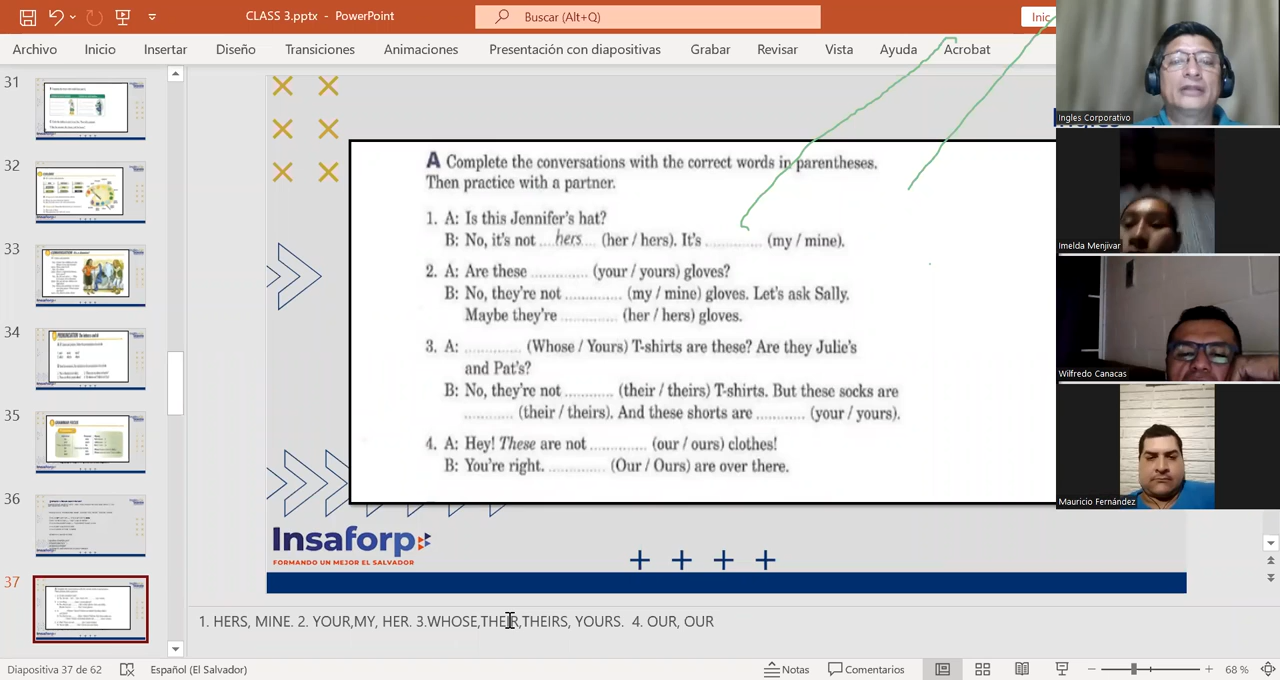 CLASS 3.pptx - PowerPoint
Buscar (Alt+Q)
Inic
Archivo Inicio Insertar Diseño Transiciones Animaciones Presentación con diapositivas Grabar Revisar Vista Ayuda Acrobat
31
32
33
34
35
36
37
A Complete the conversations with the correct words in parentheses.
Then practice with a partner.
1. A: Is this Jennifer's hat?
B: No, it's not hers (her / hers). It's ............ (my / mine).
2. A: Are these ............ (your / yours) gloves?
B: No, they're not ............ (my / mine) gloves. Let's ask Sally.
Maybe they're ............ (her / hers) gloves.
3. A: ............ (Whose / Yours) T-shirts are these? Are they Julie's
and Pat's?
B: No, they're not ............ (their / theirs) T-shirts. But these socks are
............ (their / theirs). And these shorts are ............ (your / yours).
4. A: Hey! These are not ............ (our / ours) clothes!
B: You're right. ............ (Our / Ours) are over there.
Insaforp
FORMANDO UN MEJOR EL SALVADOR
1. HERS, MINE. 2. YOUR,MY, HER. 3.WHOSE,THEIR,THEIRS, YOURS. 4. OUR, OUR
Ingles Corporativo
Imelda Menjivar
Wilfredo Canacas
Mauricio Fernández
Diapositiva 37 de 62 Español (El Salvador) Notas Comentarios 68 %